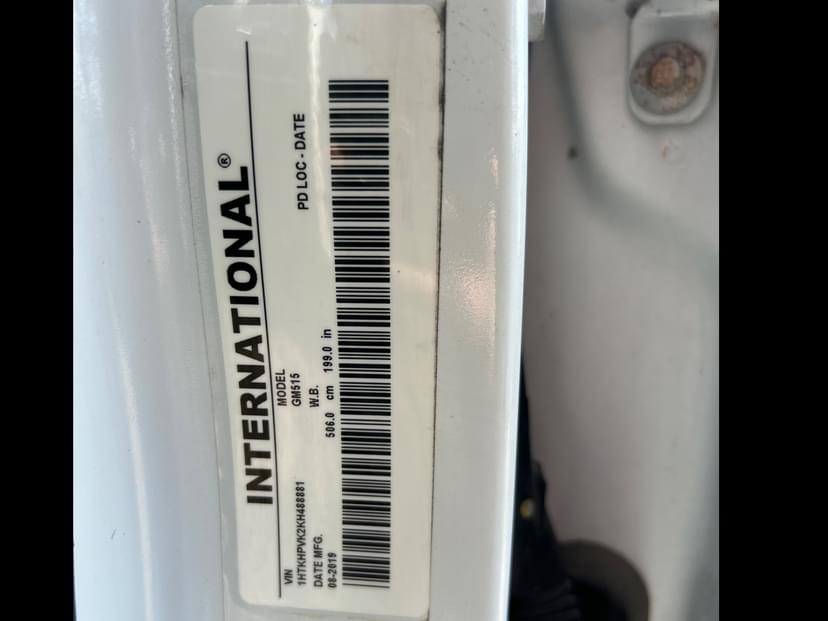 INTERNATIONAL®
VIN MODEL
1HTKHPVK2KH488881 GM515 PD LOC - DATE
DATE MFG. W.B.
08-2019 506.0 cm 199.0 in